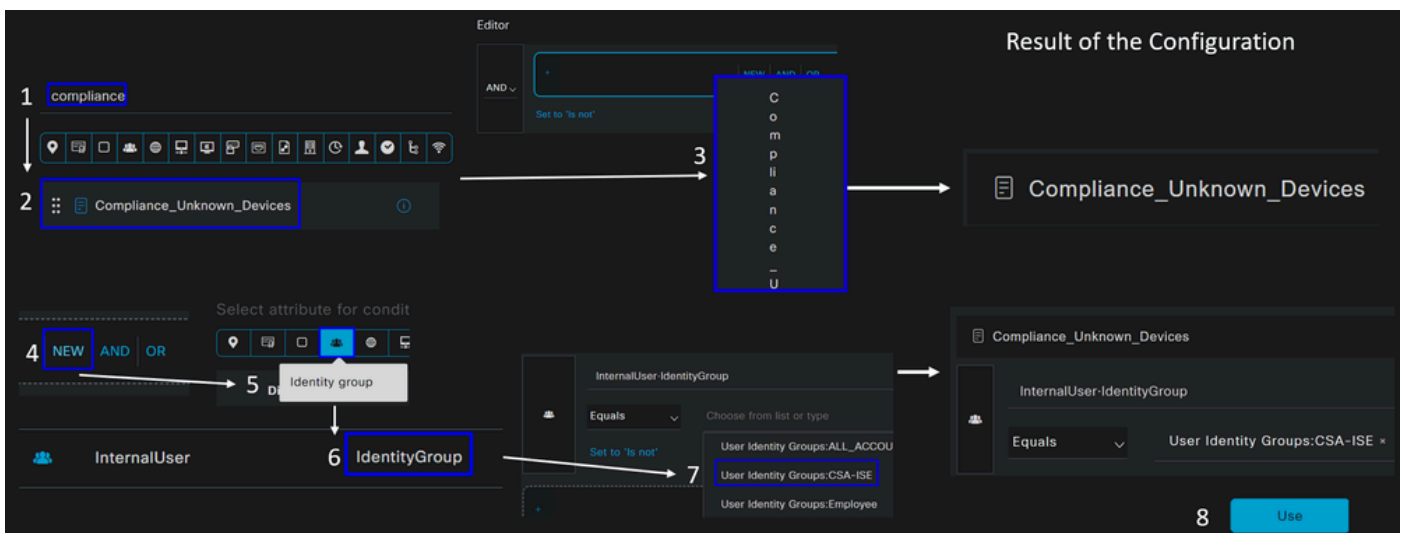 Editor
Result of the Configuration
1 compliance
AND
+
NEW AND OR
Set to 'Is not'
2 Compliance_Unknown_Devices
3
C
o
m
p
li
a
n
c
e
_
U
Compliance_Unknown_Devices
4 NEW AND OR
Select attribute for condit
5 Di
Identity group
InternalUser
6 IdentityGroup
InternalUser·IdentityGroup
Equals
Choose from list or type
Set to 'Is not'
User Identity Groups:ALL_ACCOU
7 User Identity Groups:CSA-ISE
User Identity Groups:Employee
+
Compliance_Unknown_Devices
InternalUser·IdentityGroup
Equals
User Identity Groups:CSA-ISE ×
8 Use